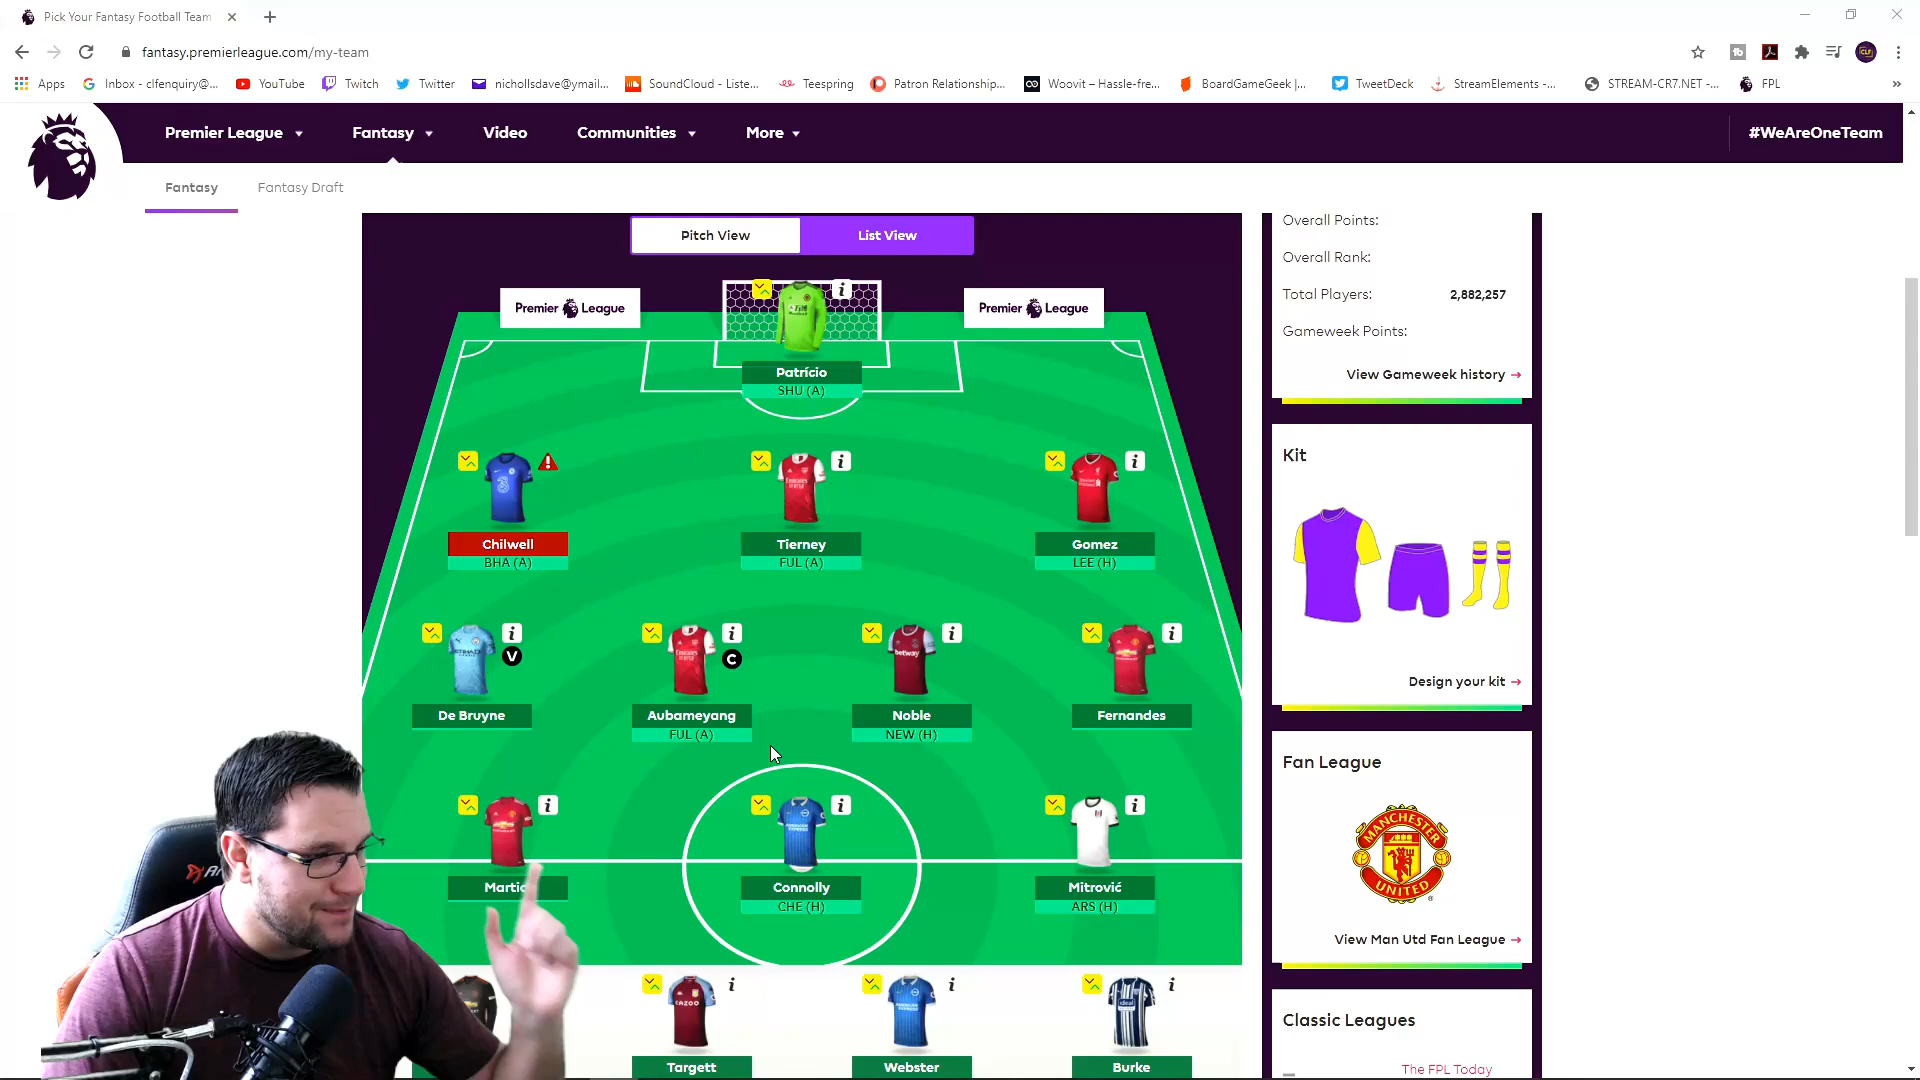 Pick Your Fantasy Football Team
fantasy.premierleague.com/my-team
Apps
Inbox - clfenquiry@...
YouTube
Twitch
Twitter
nichollsdave@ymail...
SoundCloud - Liste...
Teespring
Patron Relationship...
Woovit – Hassle-fre...
BoardGameGeek |...
TweetDeck
StreamElements -...
STREAM-CR7.NET -...
FPL
Premier League
Fantasy
Video
Communities
More
#WeAreOneTeam
Fantasy
Fantasy Draft
Pitch View
List View
Premier League
Premier League
Patrício
SHU (A)
Chilwell
BHA (A)
Tierney
FUL (A)
Gomez
LEE (H)
De Bruyne
V
Aubameyang
FUL (A)
C
Noble
NEW (H)
Fernandes
Connolly
CHE (H)
Mitrović
ARS (H)
Targett
Webster
Burke
Overall Points:
Overall Rank:
Total Players: 2,882,257
Gameweek Points:
View Gameweek history →
Kit
Design your kit →
Fan League
MANCHESTER
UNITED
View Man Utd Fan League →
Classic Leagues
The FPL Today